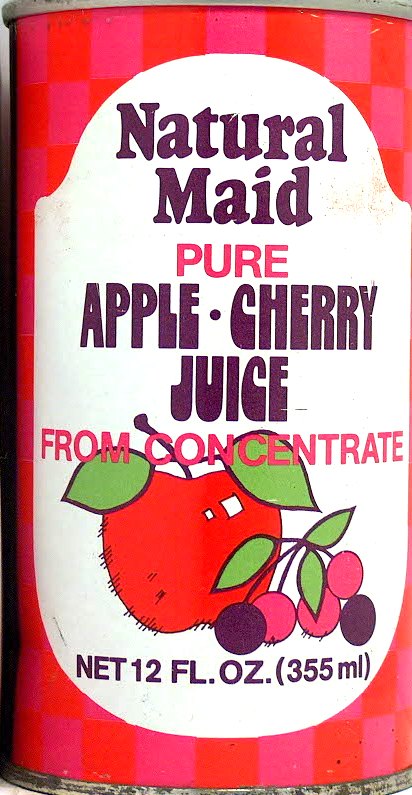 Natural
Maid
PURE
APPLE • CHERRY
JUICE
FROM CONCENTRATE
NET 12 FL. OZ. (355 ml)